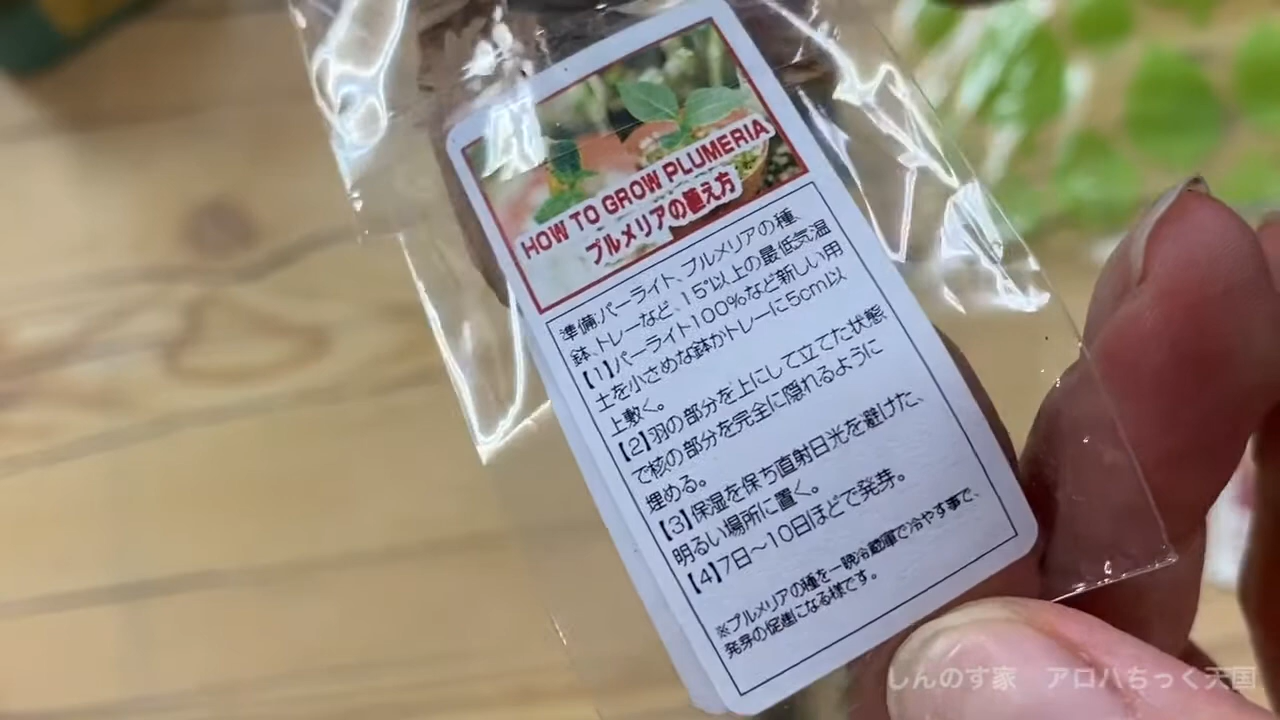 HOW TO GROW PLUMERIA
プルメリアの植え方
準備:パーライト、プルメリアの種、
鉢、トレーなど、15°以上の最低気温
【1】パーライト100%など新しい用
土を小さめな鉢かトレーに5cm以
上敷く。
【2】羽の部分を上にして立てた状態
で核の部分を完全に隠れるように
埋める。
【3】保湿を保ち直射日光を避けた、
明るい場所に置く。
【4】7日～10日ほどで発芽。
※プルメリアの種を一晩冷蔵庫で冷やす事で、
発芽の促進になる様です。
しんのす家 アロハちっく天国